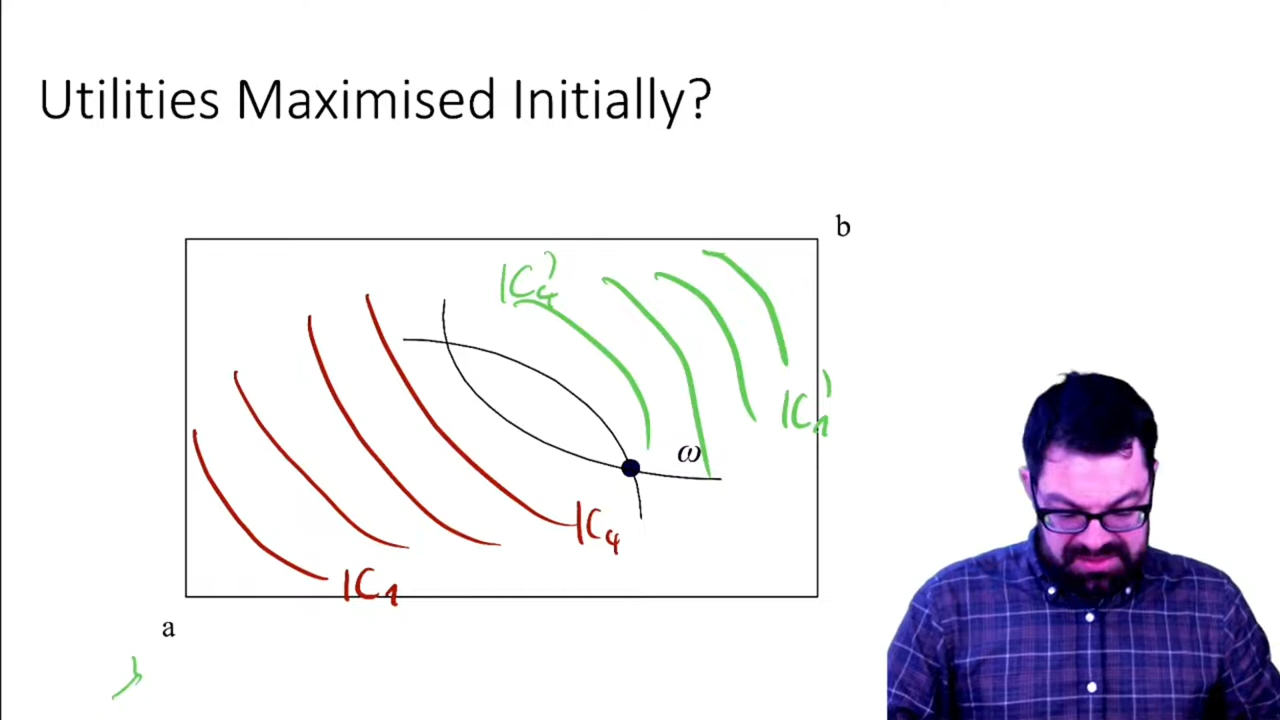 Utilities Maximised Initially?
b
IC₄'
IC₁'
ω
IC₄
IC₁
a